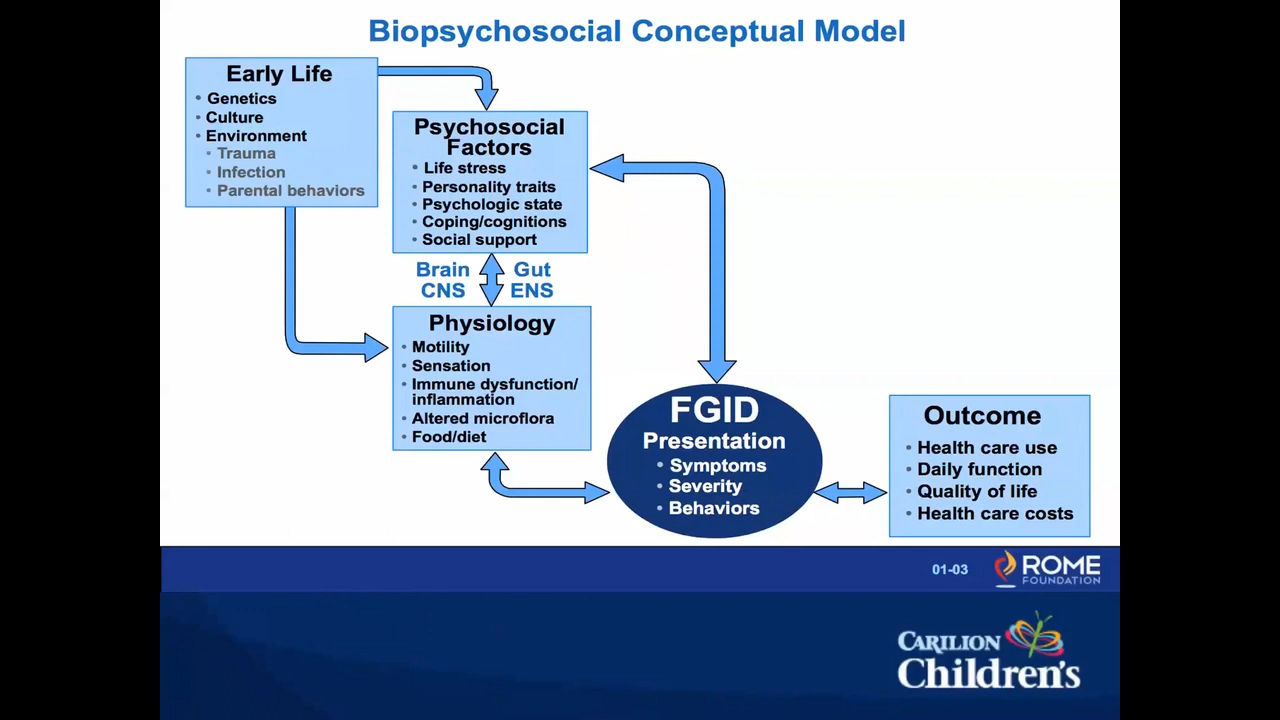 Biopsychosocial Conceptual Model
Early Life
• Genetics
• Culture
• Environment
• Trauma
• Infection
• Parental behaviors
Psychosocial
Factors
• Life stress
• Personality traits
• Psychologic state
• Coping/cognitions
• Social support
Brain Gut
CNS ENS
Physiology
• Motility
• Sensation
• Immune dysfunction/
inflammation
• Altered microflora
• Food/diet
FGID
Presentation
• Symptoms
• Severity
• Behaviors
Outcome
• Health care use
• Daily function
• Quality of life
• Health care costs
01-03
ROME
FOUNDATION
CARILION
Children's